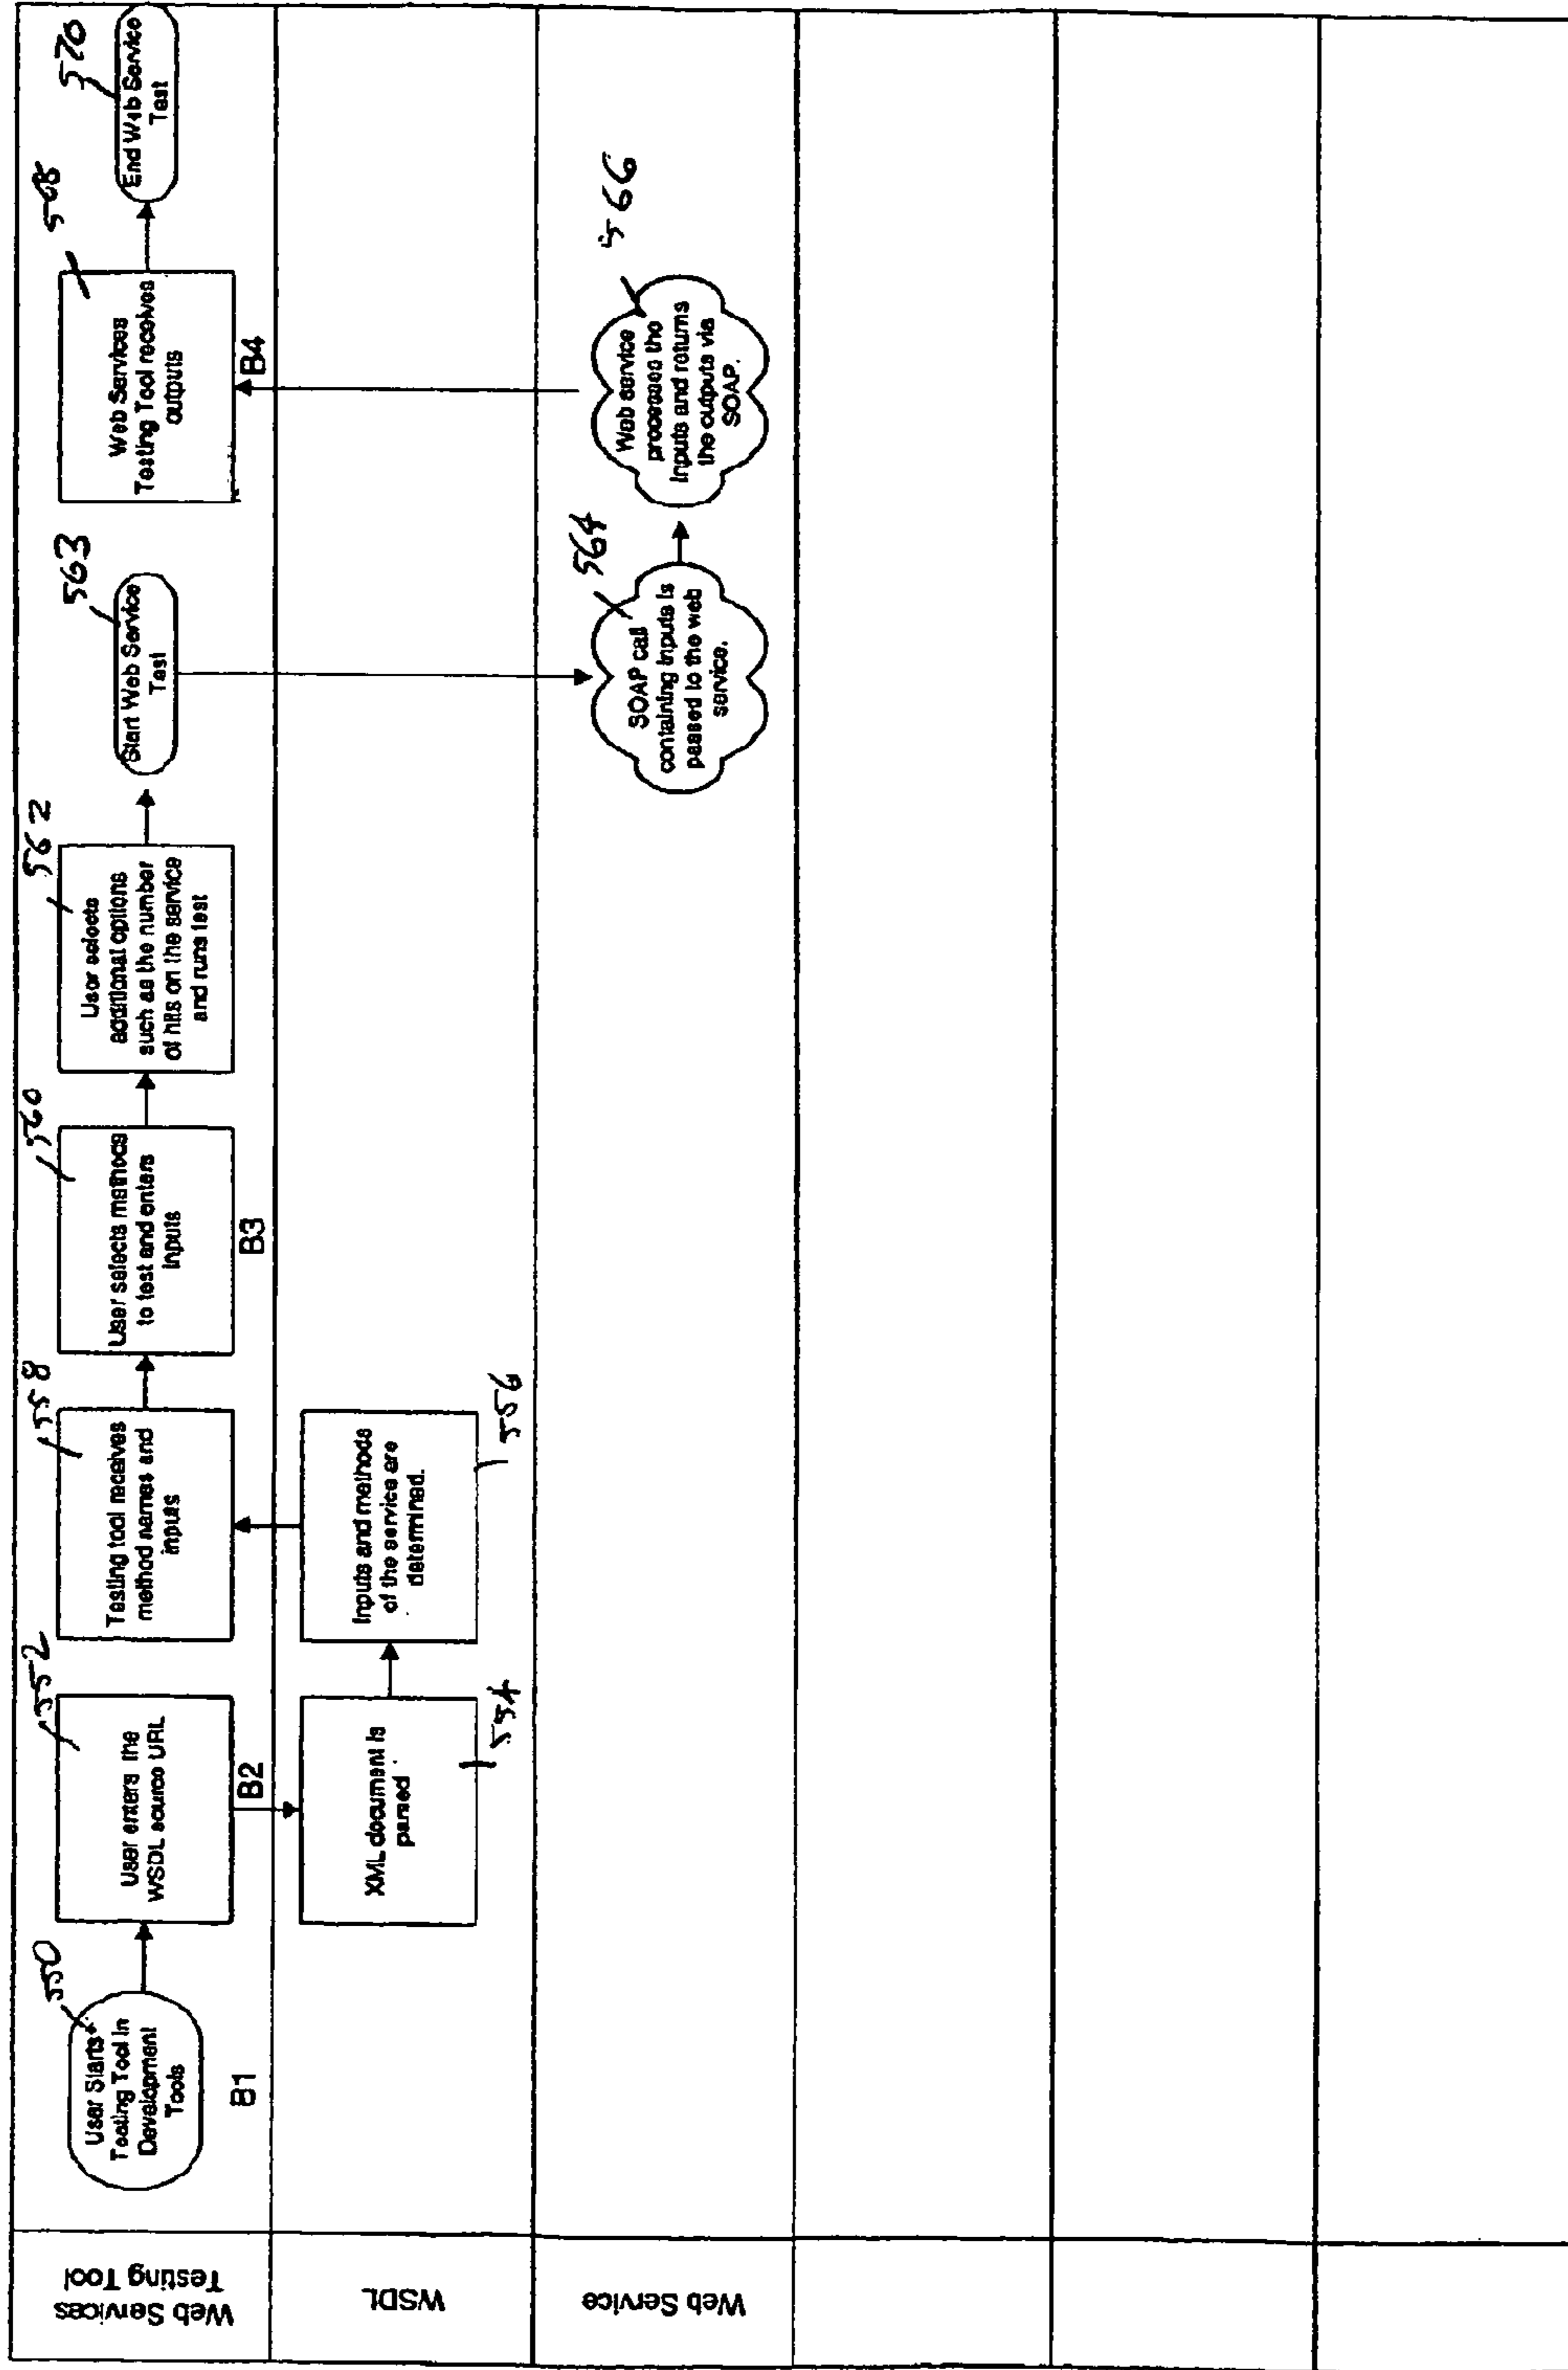 Web Services
Testing Tool
550
User Starts
Testing Tool in
Development
Tools
B1
552
User enters the
WSDL source URL
B2
558
Testing tool receives
method names and
inputs
560
User selects methods
to test and enters
inputs
B3
562
User selects
additional options
such as the number
of hits on the service
and runs test
563
Start Web Service
Test
568
Web Services
Testing Tool receives
outputs
B4
570
End Web Service
Test
WSDL
XML document is
parsed
554
Inputs and methods
of the service are
determined.
556
Web Service
SOAP call
containing inputs is
passed to the web
service.
564
Web service
processes the
inputs and returns
the outputs via
SOAP.
566